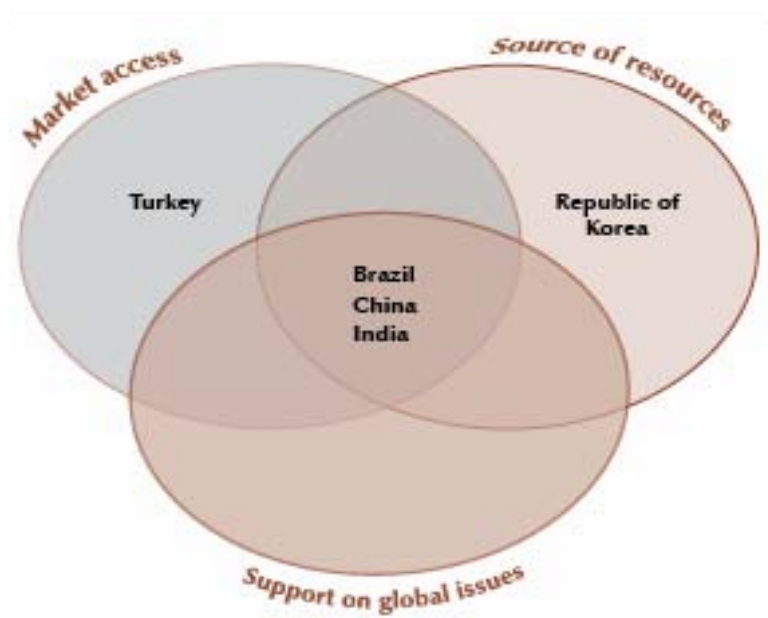 Market access
Source of resources
Turkey
Republic of
Korea
Brazil
China
India
Support on global issues